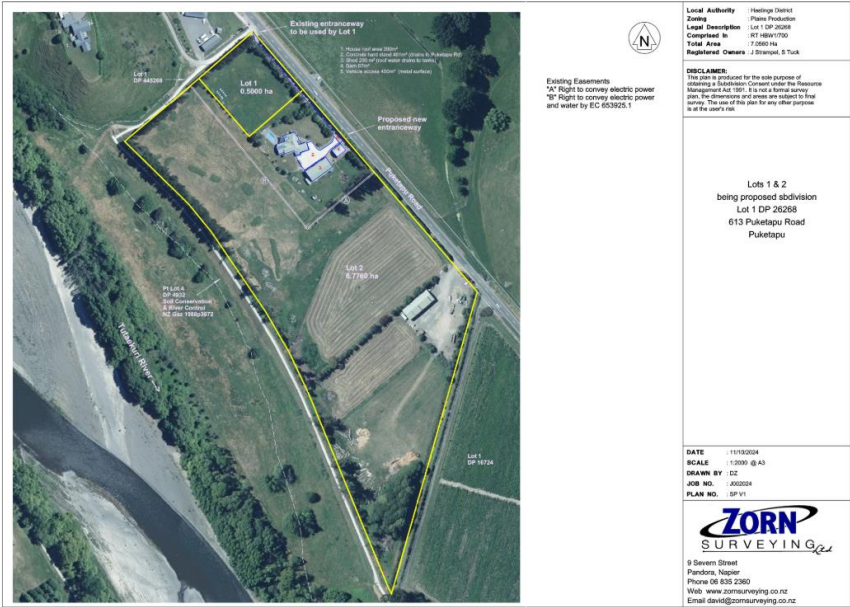 Existing entranceway
to be used by Lot 1
1. House roof area 390m²
2. Concrete hard stand 461m² (drains to Puketapu Rd)
3. Shed 200 m² (roof water drains to tanks)
4. Barn 67m²
5. Vehicle access 450m² (metal surface)
Lot 1
DP 443288
Lot 1
0.5000 ha
Proposed new
entranceway
Puketapu Road
Lot 2
6.7760 ha
Pt Lot 4
DP 4932
Soil Conservation
& River Control
NZ Gaz 1988p3672
Tutaekuri River
Lot 1
DP 16724
N
Existing Easements
"A" Right to convey electric power
"B" Right to convey electric power
and water by EC 653925.1
Local Authority : Hastings District
Zoning : Plains Production
Legal Description : Lot 1 DP 26268
Comprised in : RT HBW1/700
Total Area : 7.0560 Ha
Registered Owners : J Strampel, S Tuck
DISCLAIMER:
This plan is produced for the sole purpose of
obtaining a Subdivision Consent under the Resource
Management Act 1991. It is not a formal survey
plan, the dimensions and areas are subject to final
survey. The use of this plan for any other purpose
is at the user's risk
Lots 1 & 2
being proposed sbdivision
Lot 1 DP 26268
613 Puketapu Road
Puketapu
DATE : 11/10/2024
SCALE : 1:2000 @ A3
DRAWN BY : DZ
JOB NO. : J002024
PLAN NO. : SP V1
ZORN
SURVEYING Ltd
9 Severn Street
Pandora, Napier
Phone 06 835 2360
Web www.zornsurveying.co.nz
Email david@zornsurveying.co.nz